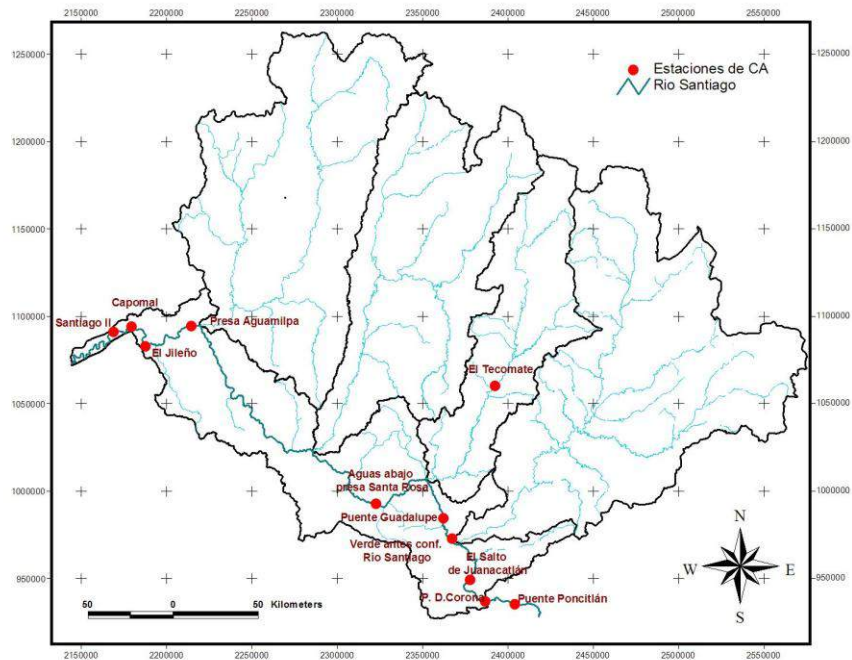 2150000 2200000 2250000 2300000 2350000 2400000 2450000 2500000 2550000
1250000 1250000
Estaciones de CA
Rio Santiago
1200000 1200000
1150000 1150000
1100000 1100000
Capomal
Santiago II
Presa Aguamilpa
El Jileño
El Tecomate
1050000 1050000
Aguas abajo
presa Santa Rosa
1000000 1000000
Puente Guadalupe
Verde antes conf.
Rio Santiago
El Salto
de Juanacatlán
950000 950000
P. D.Corona
Puente Poncitlán
N
W E
S
50 0 50 Kilometers
2150000 2200000 2250000 2300000 2350000 2400000 2450000 2500000 2550000